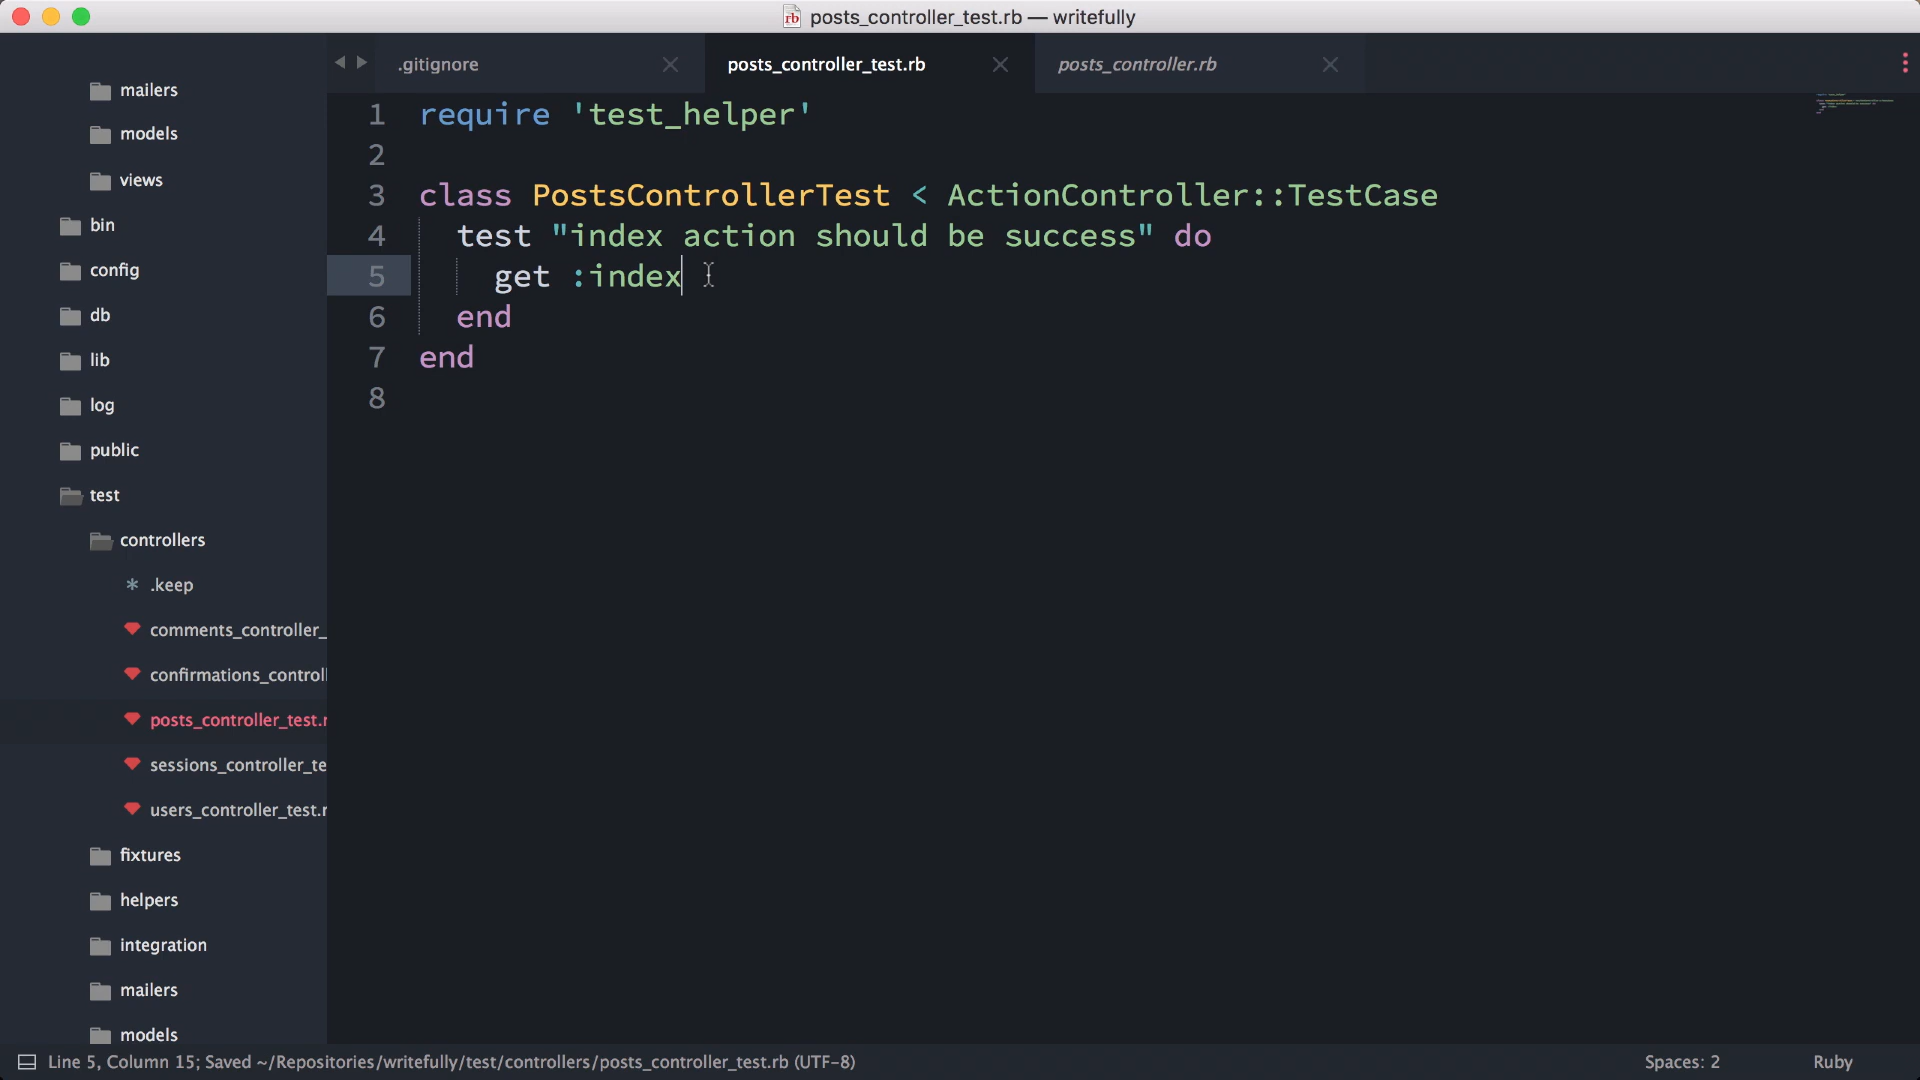 posts_controller_test.rb — writefully
.gitignore
posts_controller_test.rb
posts_controller.rb
mailers
models
views
bin
config
db
lib
log
public
test
controllers
* .keep
comments_controller_
confirmations_control
posts_controller_test.r
sessions_controller_te
users_controller_test.r
fixtures
helpers
integration
mailers
models
1 require 'test_helper'
2
3 class PostsControllerTest < ActionController::TestCase
4 test "index action should be success" do
5 get :index
6 end
7 end
8
Line 5, Column 15; Saved ~/Repositories/writefully/test/controllers/posts_controller_test.rb (UTF-8)
Spaces: 2
Ruby